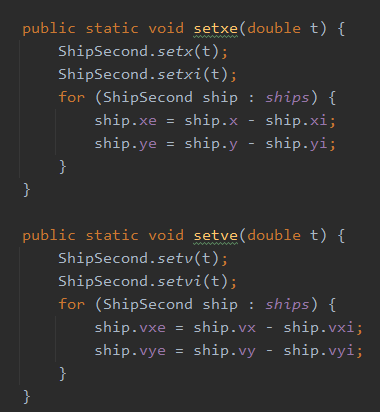 public static void setxe(double t) {
    ShipSecond.setx(t);
    ShipSecond.setxi(t);
    for (ShipSecond ship : ships) {
        ship.xe = ship.x - ship.xi;
        ship.ye = ship.y - ship.yi;
    }
}

public static void setve(double t) {
    ShipSecond.setv(t);
    ShipSecond.setvi(t);
    for (ShipSecond ship : ships) {
        ship.vxe = ship.vx - ship.vxi;
        ship.vye = ship.vy - ship.vyi;
    }
}